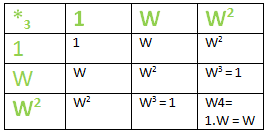 *₃ 1 W W²
1 1 W W²
W W W² W³ = 1
W² W² W³ = 1 W4=
1.W = W